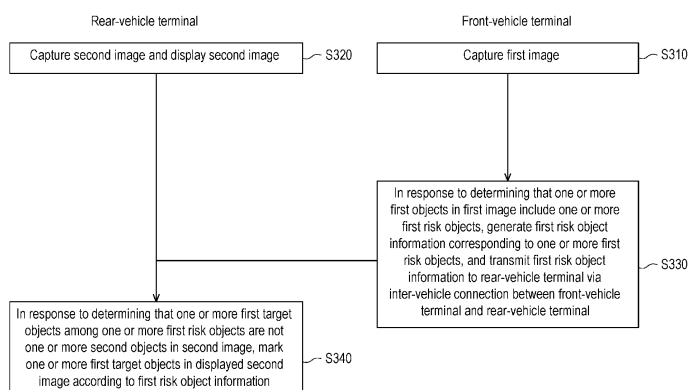 Rear-vehicle terminal
Front-vehicle terminal
Capture second image and display second image
S320
Capture first image
S310
In response to determining that one or more
first objects in first image include one or more
first risk objects, generate first risk object
information corresponding to one or more first
risk objects, and transmit first risk object
information to rear-vehicle terminal via
inter-vehicle connection between front-vehicle
terminal and rear-vehicle terminal
S330
In response to determining that one or more first target
objects among one or more first risk objects are not
one or more second objects in second image, mark
one or more first target objects in displayed second
image according to first risk object information
S340